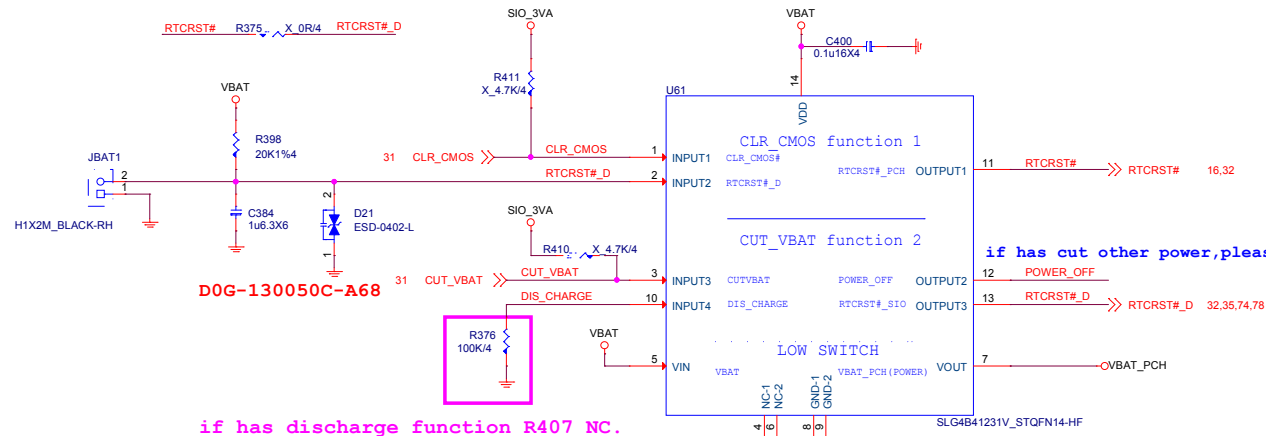 RTCRST# R375 X_0R/4 RTCRST#_D
SIO_3VA
VBAT
C400
0.1u16X4
R411
X_4.7K/4
14
U61
VDD
VBAT
R398
20K1%4
CLR_CMOS function 1
31 CLR_CMOS CLR_CMOS 1 INPUT1 CLR_CMOS#
RTCRST#_PCH OUTPUT1 11 RTCRST# 16,32
JBAT1
2
1
RTCRST#_D 2 INPUT2 RTCRST#_D
H1X2M_BLACK-RH
C384
1u6.3X6
2
D21
ESD-0402-L
1
SIO_3VA
CUT_VBAT function 2
R410 X_4.7K/4
if has cut other power,pleas
D0G-130050C-A68
31 CUT_VBAT CUT_VBAT 3 INPUT3 CUTVBAT POWER_OFF OUTPUT2 12 POWER_OFF
DIS_CHARGE 10 INPUT4 DIS_CHARGE RTCRST#_SIO OUTPUT3 13 RTCRST#_D RTCRST#_D 32,35,74,78
R376
100K/4
VBAT
LOW SWITCH
5 VIN VBAT VBAT_PCH(POWER) VOUT 7 VBAT_PCH
NC-1
NC-2
GND-1
GND-2
4
6
8
9
SLG4B41231V_STQFN14-HF
if has discharge function R407 NC.